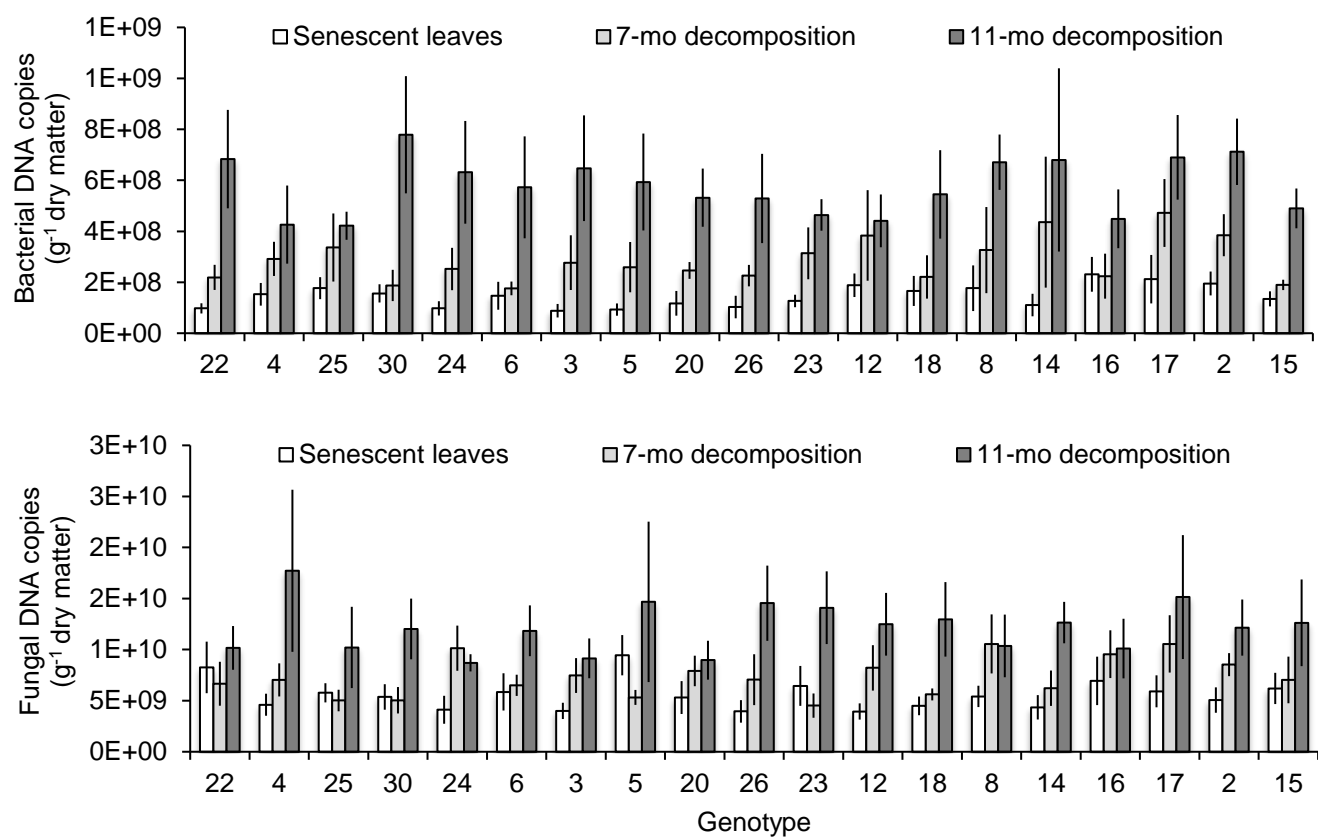 Bacterial DNA copies
(g-1 dry matter)
1E+09
1E+09
8E+08
6E+08
4E+08
2E+08
0E+00
Senescent leaves 7-mo decomposition 11-mo decomposition
22 4 25 30 24 6 3 5 20 26 23 12 18 8 14 16 17 2 15
Fungal DNA copies
(g-1 dry matter)
3E+10
3E+10
2E+10
2E+10
1E+10
5E+09
0E+00
Senescent leaves 7-mo decomposition 11-mo decomposition
22 4 25 30 24 6 3 5 20 26 23 12 18 8 14 16 17 2 15
Genotype